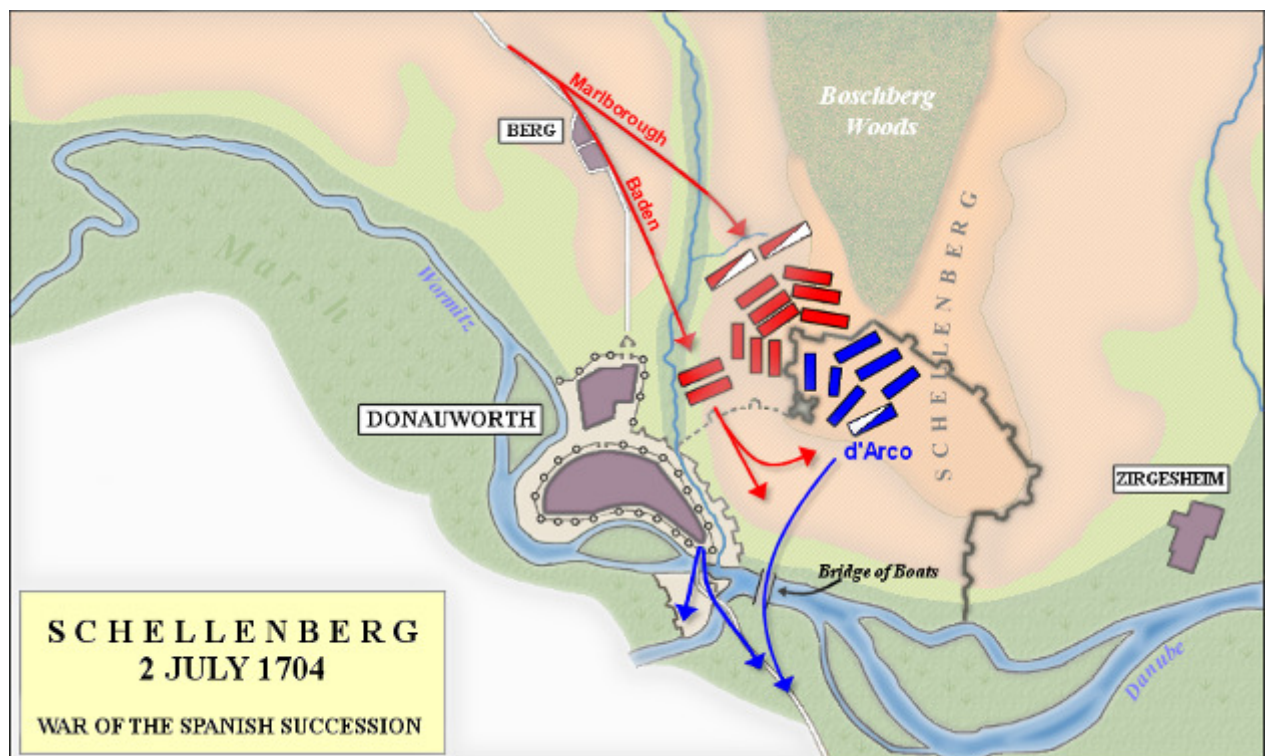 Marlborough
Boschberg
Woods
BERG
Baden
SCHELLENBERG
Marsh
Wormitz
DONAUWORTH
d'Arco
ZIRGESHEIM
Bridge of Boats
Danube
SCHELLENBERG
2 JULY 1704
WAR OF THE SPANISH SUCCESSION